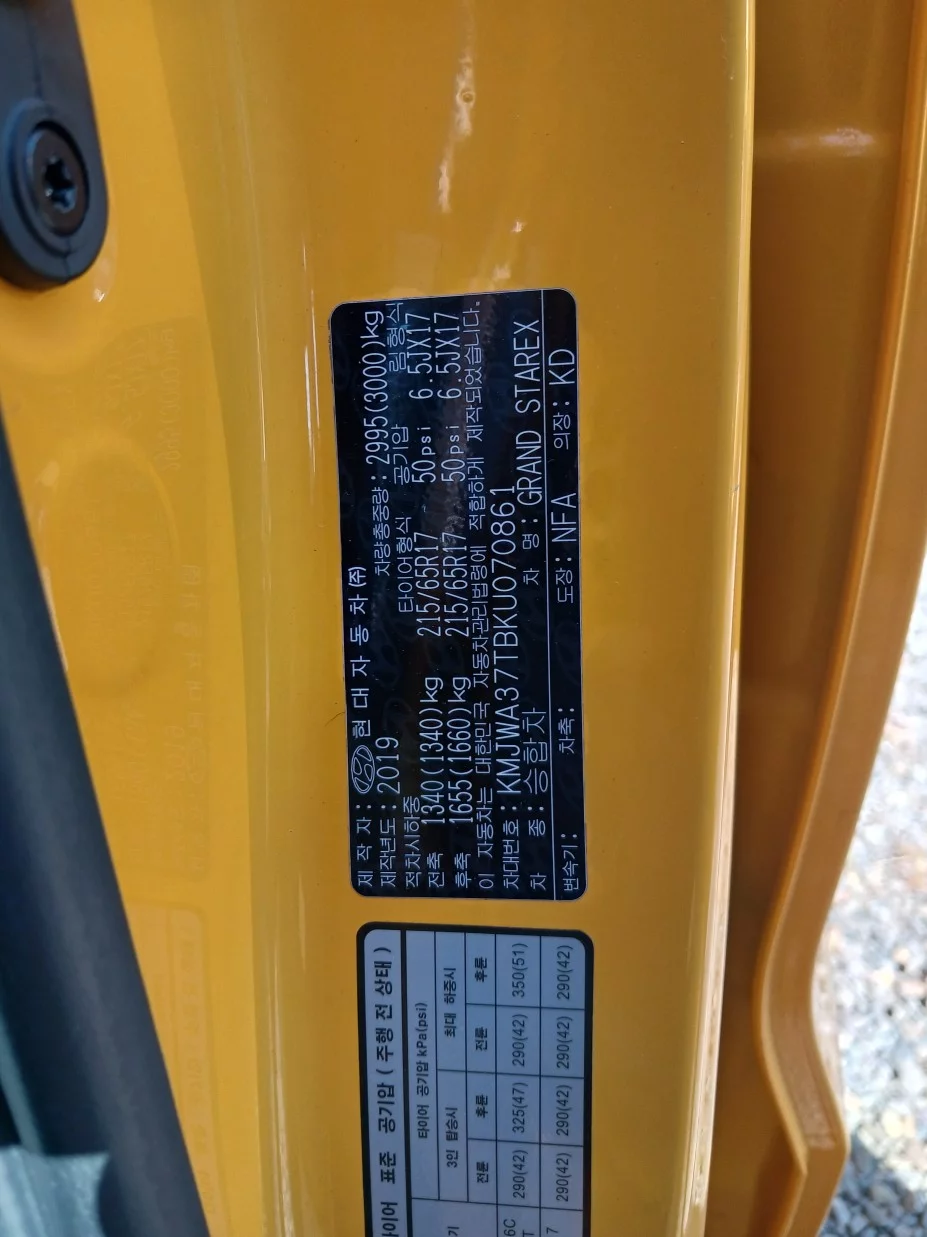 제 작 자 : 현 대 자 동 차 ㈜
제작년도 : 2019 차량총중량 : 2995(3000)kg
적차시하중 타이어형식 공기압 림형식
전축 1340(1340)kg 215/65R17 50psi 6.5JX17
후축 1655(1660)kg 215/65R17 50psi 6.5JX17
이 자동차는 대한민국 자동차관리법령에 적합하게 제작되었습니다.
차대번호 : KMJWA37TBKU070861
차 종 : 승합차 차 명 : GRAND STAREX
변속기 : 차축 : 도장 : NFA 의장 : KD
타이어 표준 공기압 ( 주행 전 상태 )
타이어 공기압 kPa(psi)
3인 탑승시 최대 하중시
전륜 후륜 전륜 후륜
6C 290(42) 325(47) 290(42) 350(51)
T
7 290(42) 290(42) 290(42) 290(42)